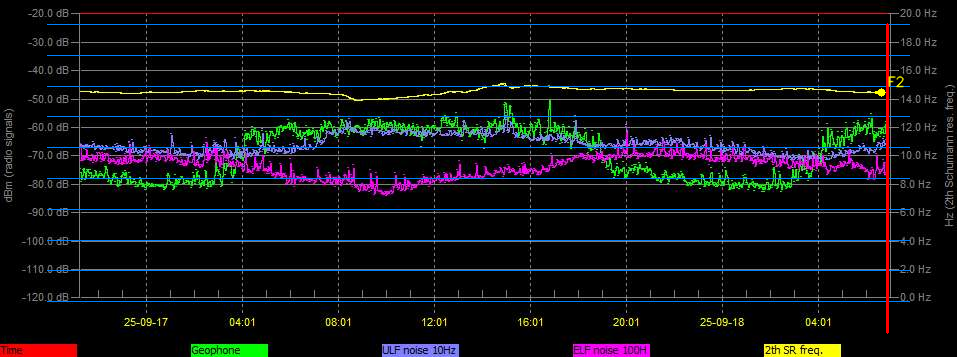 -20.0 dB 20.0 Hz
-30.0 dB 18.0 Hz
-40.0 dB 16.0 Hz
F2
-50.0 dB 14.0 Hz
-60.0 dB 12.0 Hz
-70.0 dB 10.0 Hz
-80.0 dB 8.0 Hz
-90.0 dB 6.0 Hz
-100.0 dB 4.0 Hz
-110.0 dB 2.0 Hz
-120.0 dB 0.0 Hz
dBm (radio signals)
Hz (2th Schumann res. freq.)
25-09-17 04:01 08:01 12:01 16:01 20:01 25-09-18 04:01
Time Geophone ULF noise 10Hz ELF noise 100H 2th SR freq.